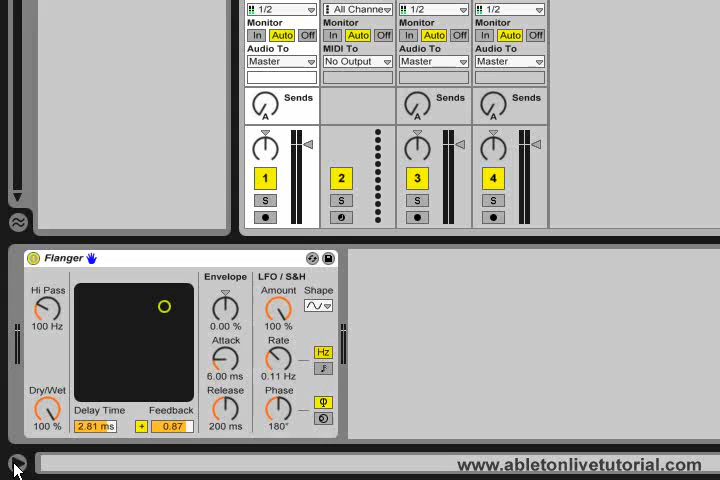 1/2 All Channe 1/2 1/2
Monitor Monitor Monitor Monitor
In Auto Off In Auto Off In Auto Off In Auto Off
Audio To MIDI To Audio To Audio To
Master No Output Master Master
Sends Sends Sends
A A A
1 2 3 4
S S S S
Flanger
Envelope LFO / S&H
Hi Pass Amount Shape
100 Hz 0.00 % 100 %
Attack Rate Hz
6.00 ms 0.11 Hz
Dry/Wet Release Phase
100 % 200 ms 180°
Delay Time Feedback
2.81 ms + 0.87
www.abletonlivetutorial.com